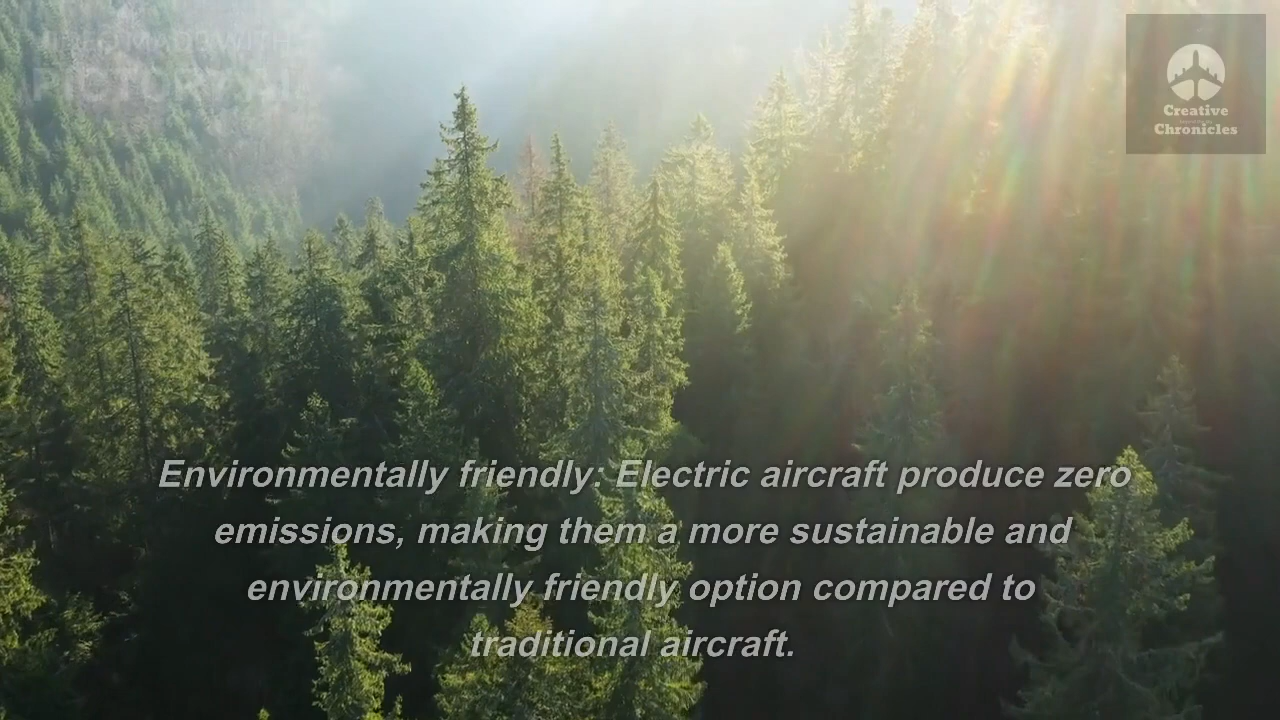 Creative
Chronicles
Environmentally friendly: Electric aircraft produce zero
emissions, making them a more sustainable and
environmentally friendly option compared to
traditional aircraft.